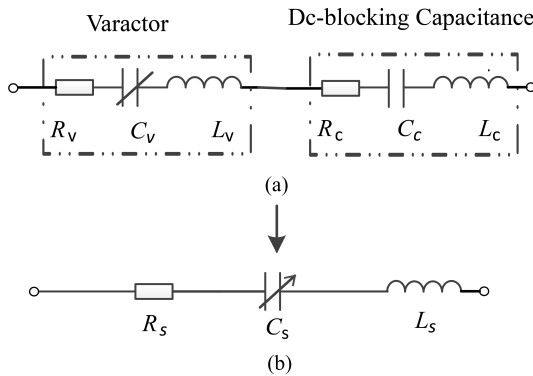 Varactor
Dc-blocking Capacitance
Rv Cv Lv Rc Cc Lc
(a)
Rs Cs Ls
(b)